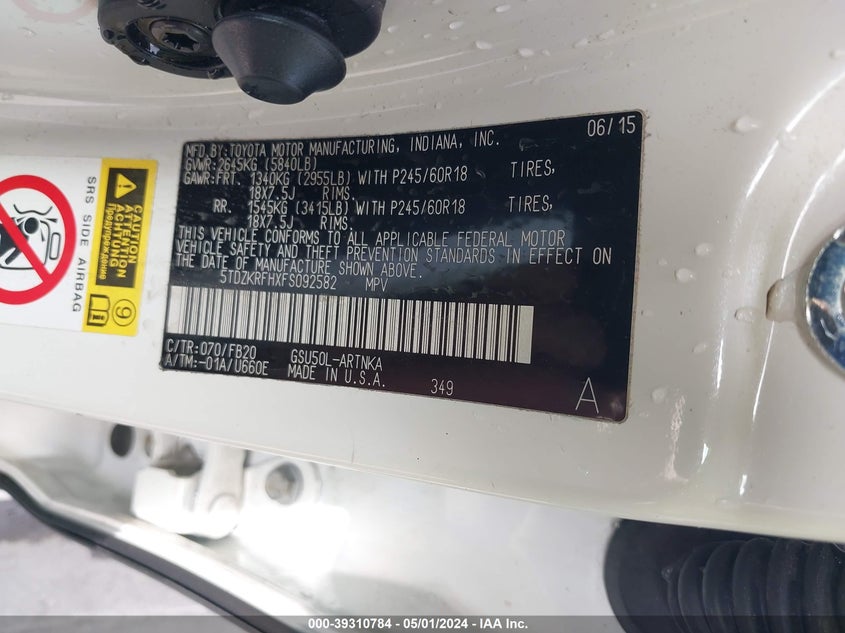 MFD. BY: TOYOTA MOTOR MANUFACTURING, INDIANA, INC. 06/15
GVWR: 2645KG (5840LB)
GAWR: FRT. 1340KG (2955LB) WITH P245/60R18 TIRES,
18X7.5J RIMS.
RR. 1545KG (3415LB) WITH P245/60R18 TIRES,
18X7.5J RIMS.
THIS VEHICLE CONFORMS TO ALL APPLICABLE FEDERAL MOTOR
VEHICLE SAFETY AND THEFT PREVENTION STANDARDS IN EFFECT ON
THE DATE OF MANUFACTURE SHOWN ABOVE.
5TDZKRFHXFS092582 MPV
C/TR: 070/FB20 GSU50L-ARTNKA
A/TM: -01A/U660E MADE IN U.S.A. 349 A
SRS SIDE AIRBAG
CAUTION
ATTENTION
ACHTUNG
Предупреждение
9
000-39310784 - 05/01/2024 - IAA Inc.